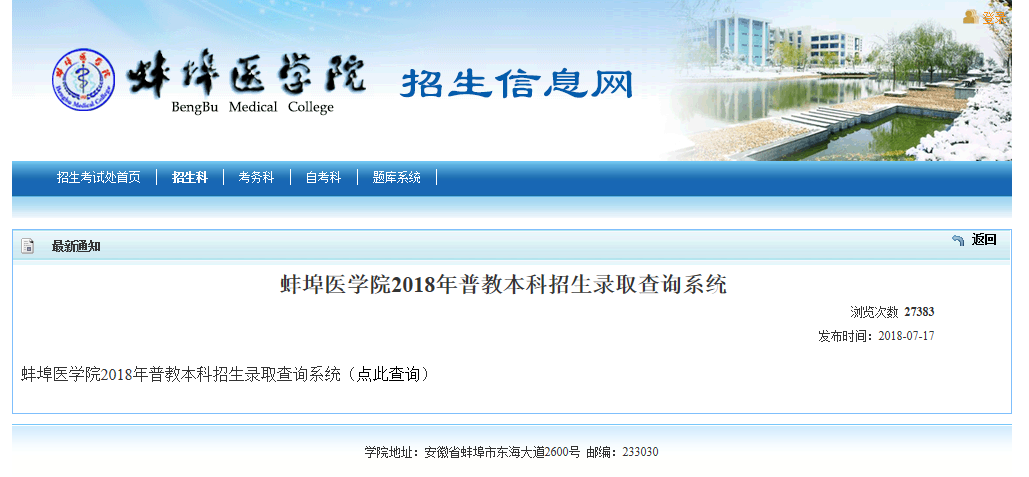 登录
蚌埠医学院
BengBu Medical College
招生信息网
招生考试处首页 招生科 考务科 自考科 题库系统
最新通知
返回
蚌埠医学院2018年普教本科招生录取查询系统
浏览次数 27383
发布时间：2018-07-17
蚌埠医学院2018年普教本科招生录取查询系统（点此查询）
学院地址：安徽省蚌埠市东海大道2600号 邮编：233030